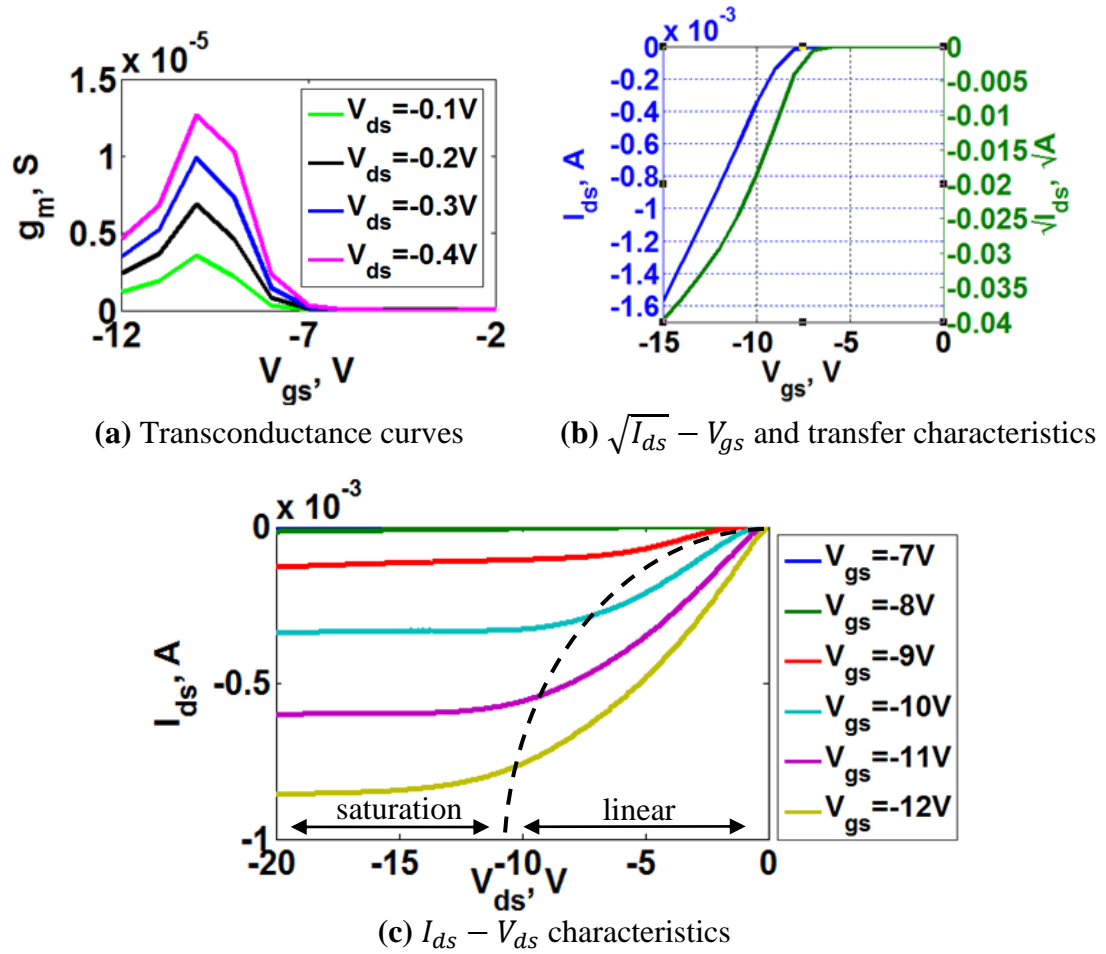 x 10⁻⁵
1.5
1
0.5
0
gₘ, S
-12
-7
-2
V_gs, V
V_ds=-0.1V
V_ds=-0.2V
V_ds=-0.3V
V_ds=-0.4V
x 10⁻³
0
-0.2
-0.4
-0.6
-0.8
-1
-1.2
-1.4
-1.6
I_ds, A
-15
-10
-5
0
V_gs, V
0
-0.005
-0.01
-0.015
-0.02
-0.025
-0.03
-0.035
-0.04
√I_ds, √A
(a) Transconductance curves
(b) √I_ds − V_gs and transfer characteristics
x 10⁻³
0
-0.5
-1
I_ds, A
saturation
linear
-20
-15
-10
-5
0
V_ds, V
V_gs=-7V
V_gs=-8V
V_gs=-9V
V_gs=-10V
V_gs=-11V
V_gs=-12V
(c) I_ds − V_ds characteristics